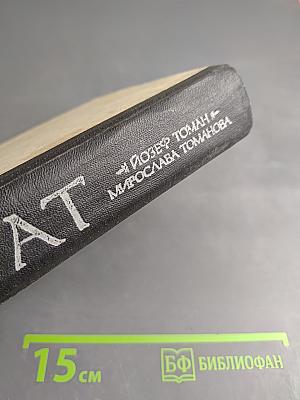 АТ
ЙОЗЕФ ТОМАН
МИРОСЛАВА ТОМАНОВА
15 см
БФ БИБЛИОФАН